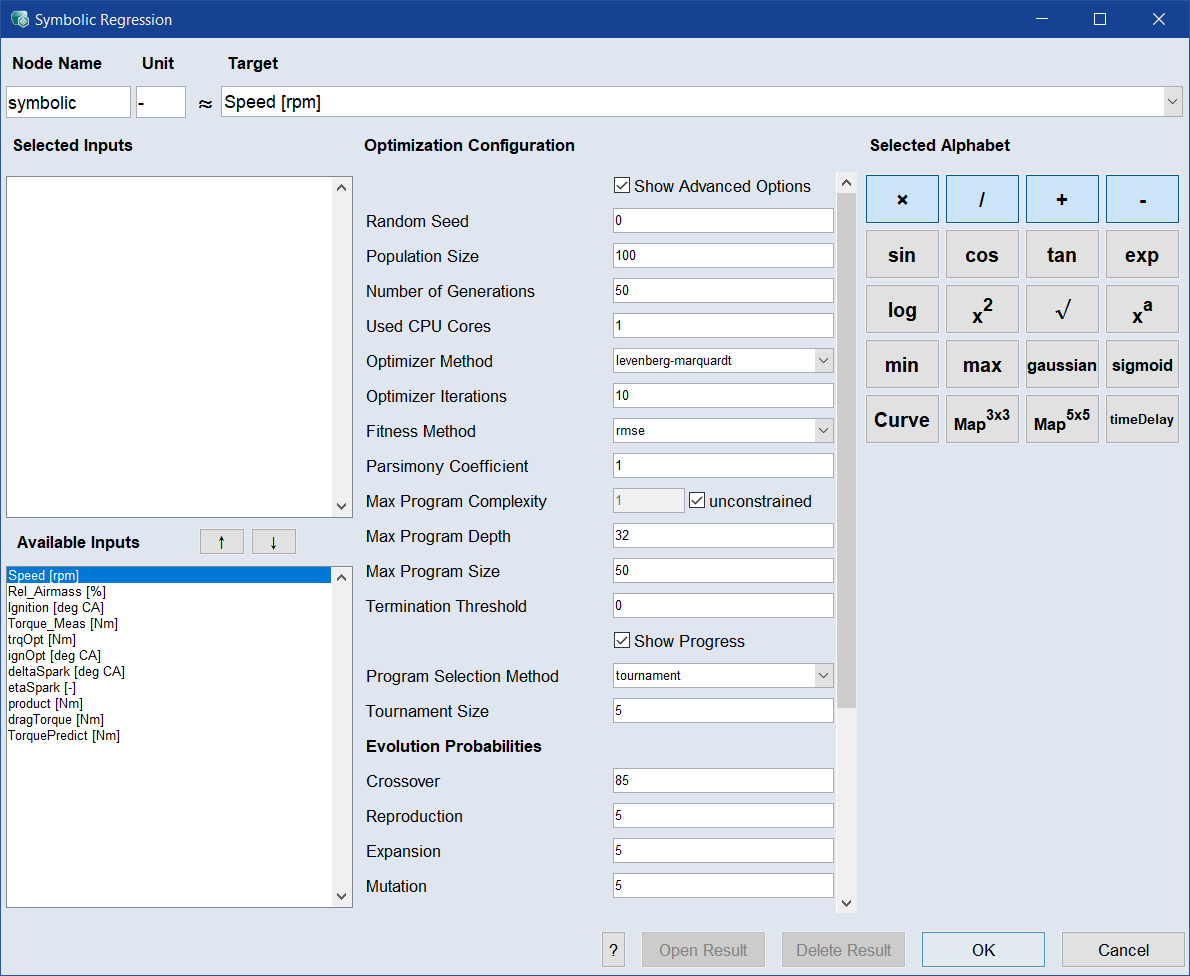 Symbolic Regression
Node Name Unit Target
symbolic - ≈ Speed [rpm]
Selected Inputs
Optimization Configuration
Show Advanced Options
Random Seed 0
Population Size 100
Number of Generations 50
Used CPU Cores 1
Optimizer Method levenberg-marquardt
Optimizer Iterations 10
Fitness Method rmse
Parsimony Coefficient 1
Max Program Complexity 1 unconstrained
Max Program Depth 32
Max Program Size 50
Termination Threshold 0
Show Progress
Program Selection Method tournament
Tournament Size 5
Evolution Probabilities
Crossover 85
Reproduction 5
Expansion 5
Mutation 5
Available Inputs ↑ ↓
Speed [rpm]
Rel_Airmass [%]
Ignition [deg CA]
Torque_Meas [Nm]
trqOpt [Nm]
ignOpt [deg CA]
deltaSpark [deg CA]
etaSpark [-]
product [Nm]
dragTorque [Nm]
TorquePredict [Nm]
Selected Alphabet
× / + -
sin cos tan exp
log x² √ xᵃ
min max gaussian sigmoid
Curve Map3x3 Map5x5 timeDelay
? Open Result Delete Result OK Cancel